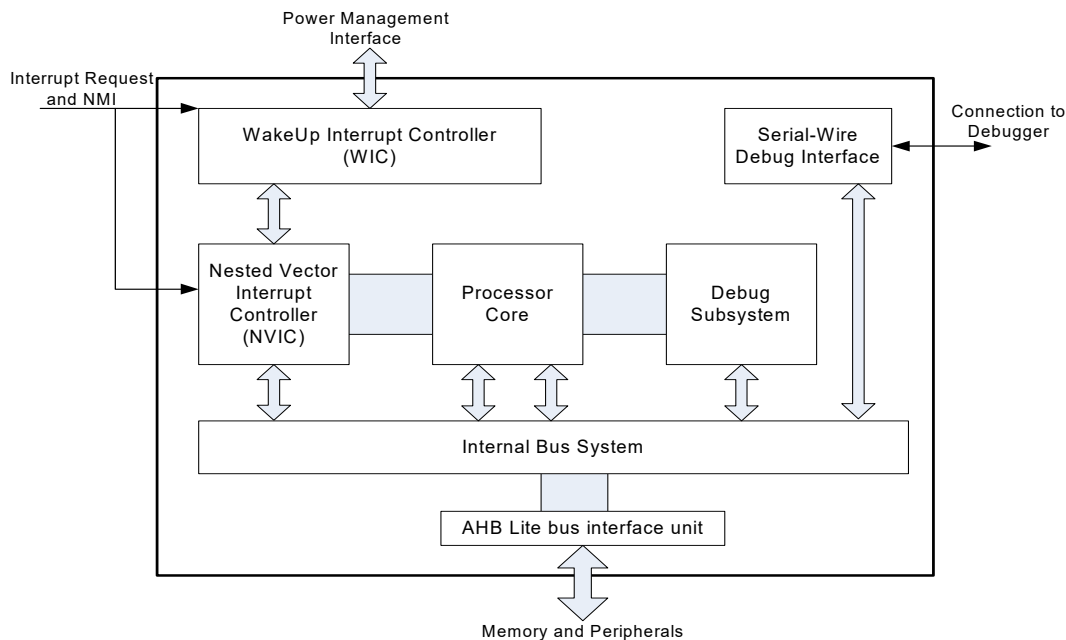 Power Management
Interface
Interrupt Request
and NMI
WakeUp Interrupt Controller
(WIC)
Serial-Wire
Debug Interface
Connection to
Debugger
Nested Vector
Interrupt
Controller
(NVIC)
Processor
Core
Debug
Subsystem
Internal Bus System
AHB Lite bus interface unit
Memory and Peripherals